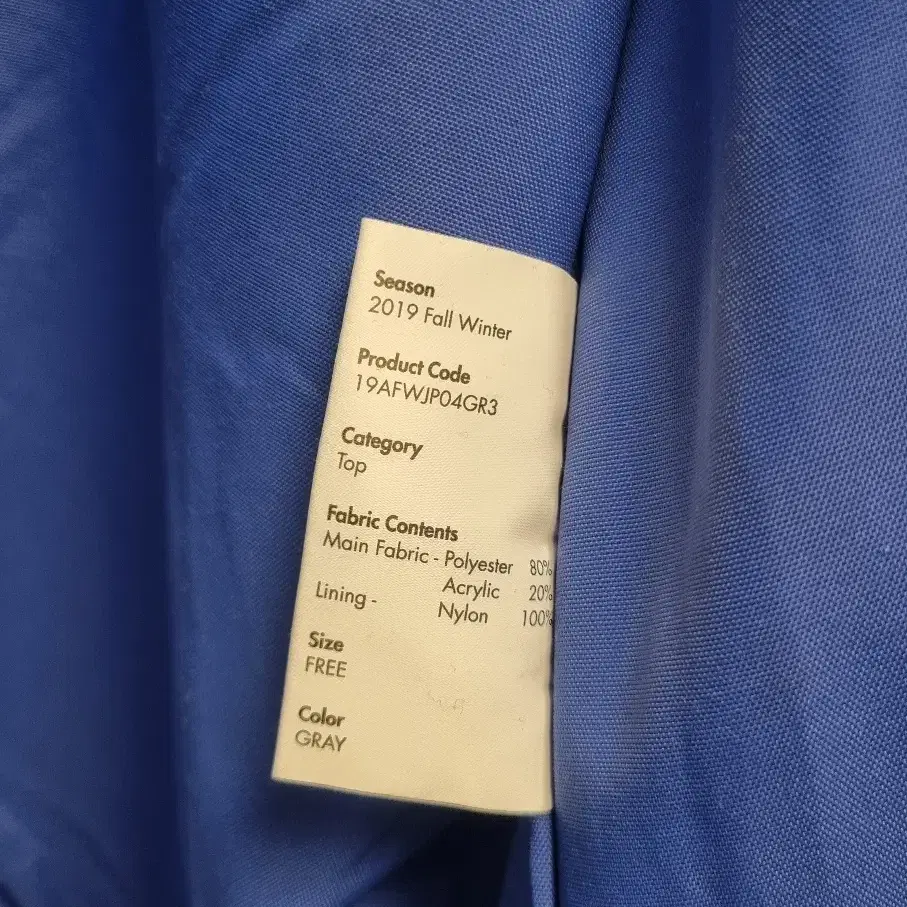 Season
2019 Fall Winter
Product Code
19AFWJP04GR3
Category
Top
Fabric Contents
Main Fabric - Polyester 80%
Acrylic 20%
Lining - Nylon 100%
Size
FREE
Color
GRAY